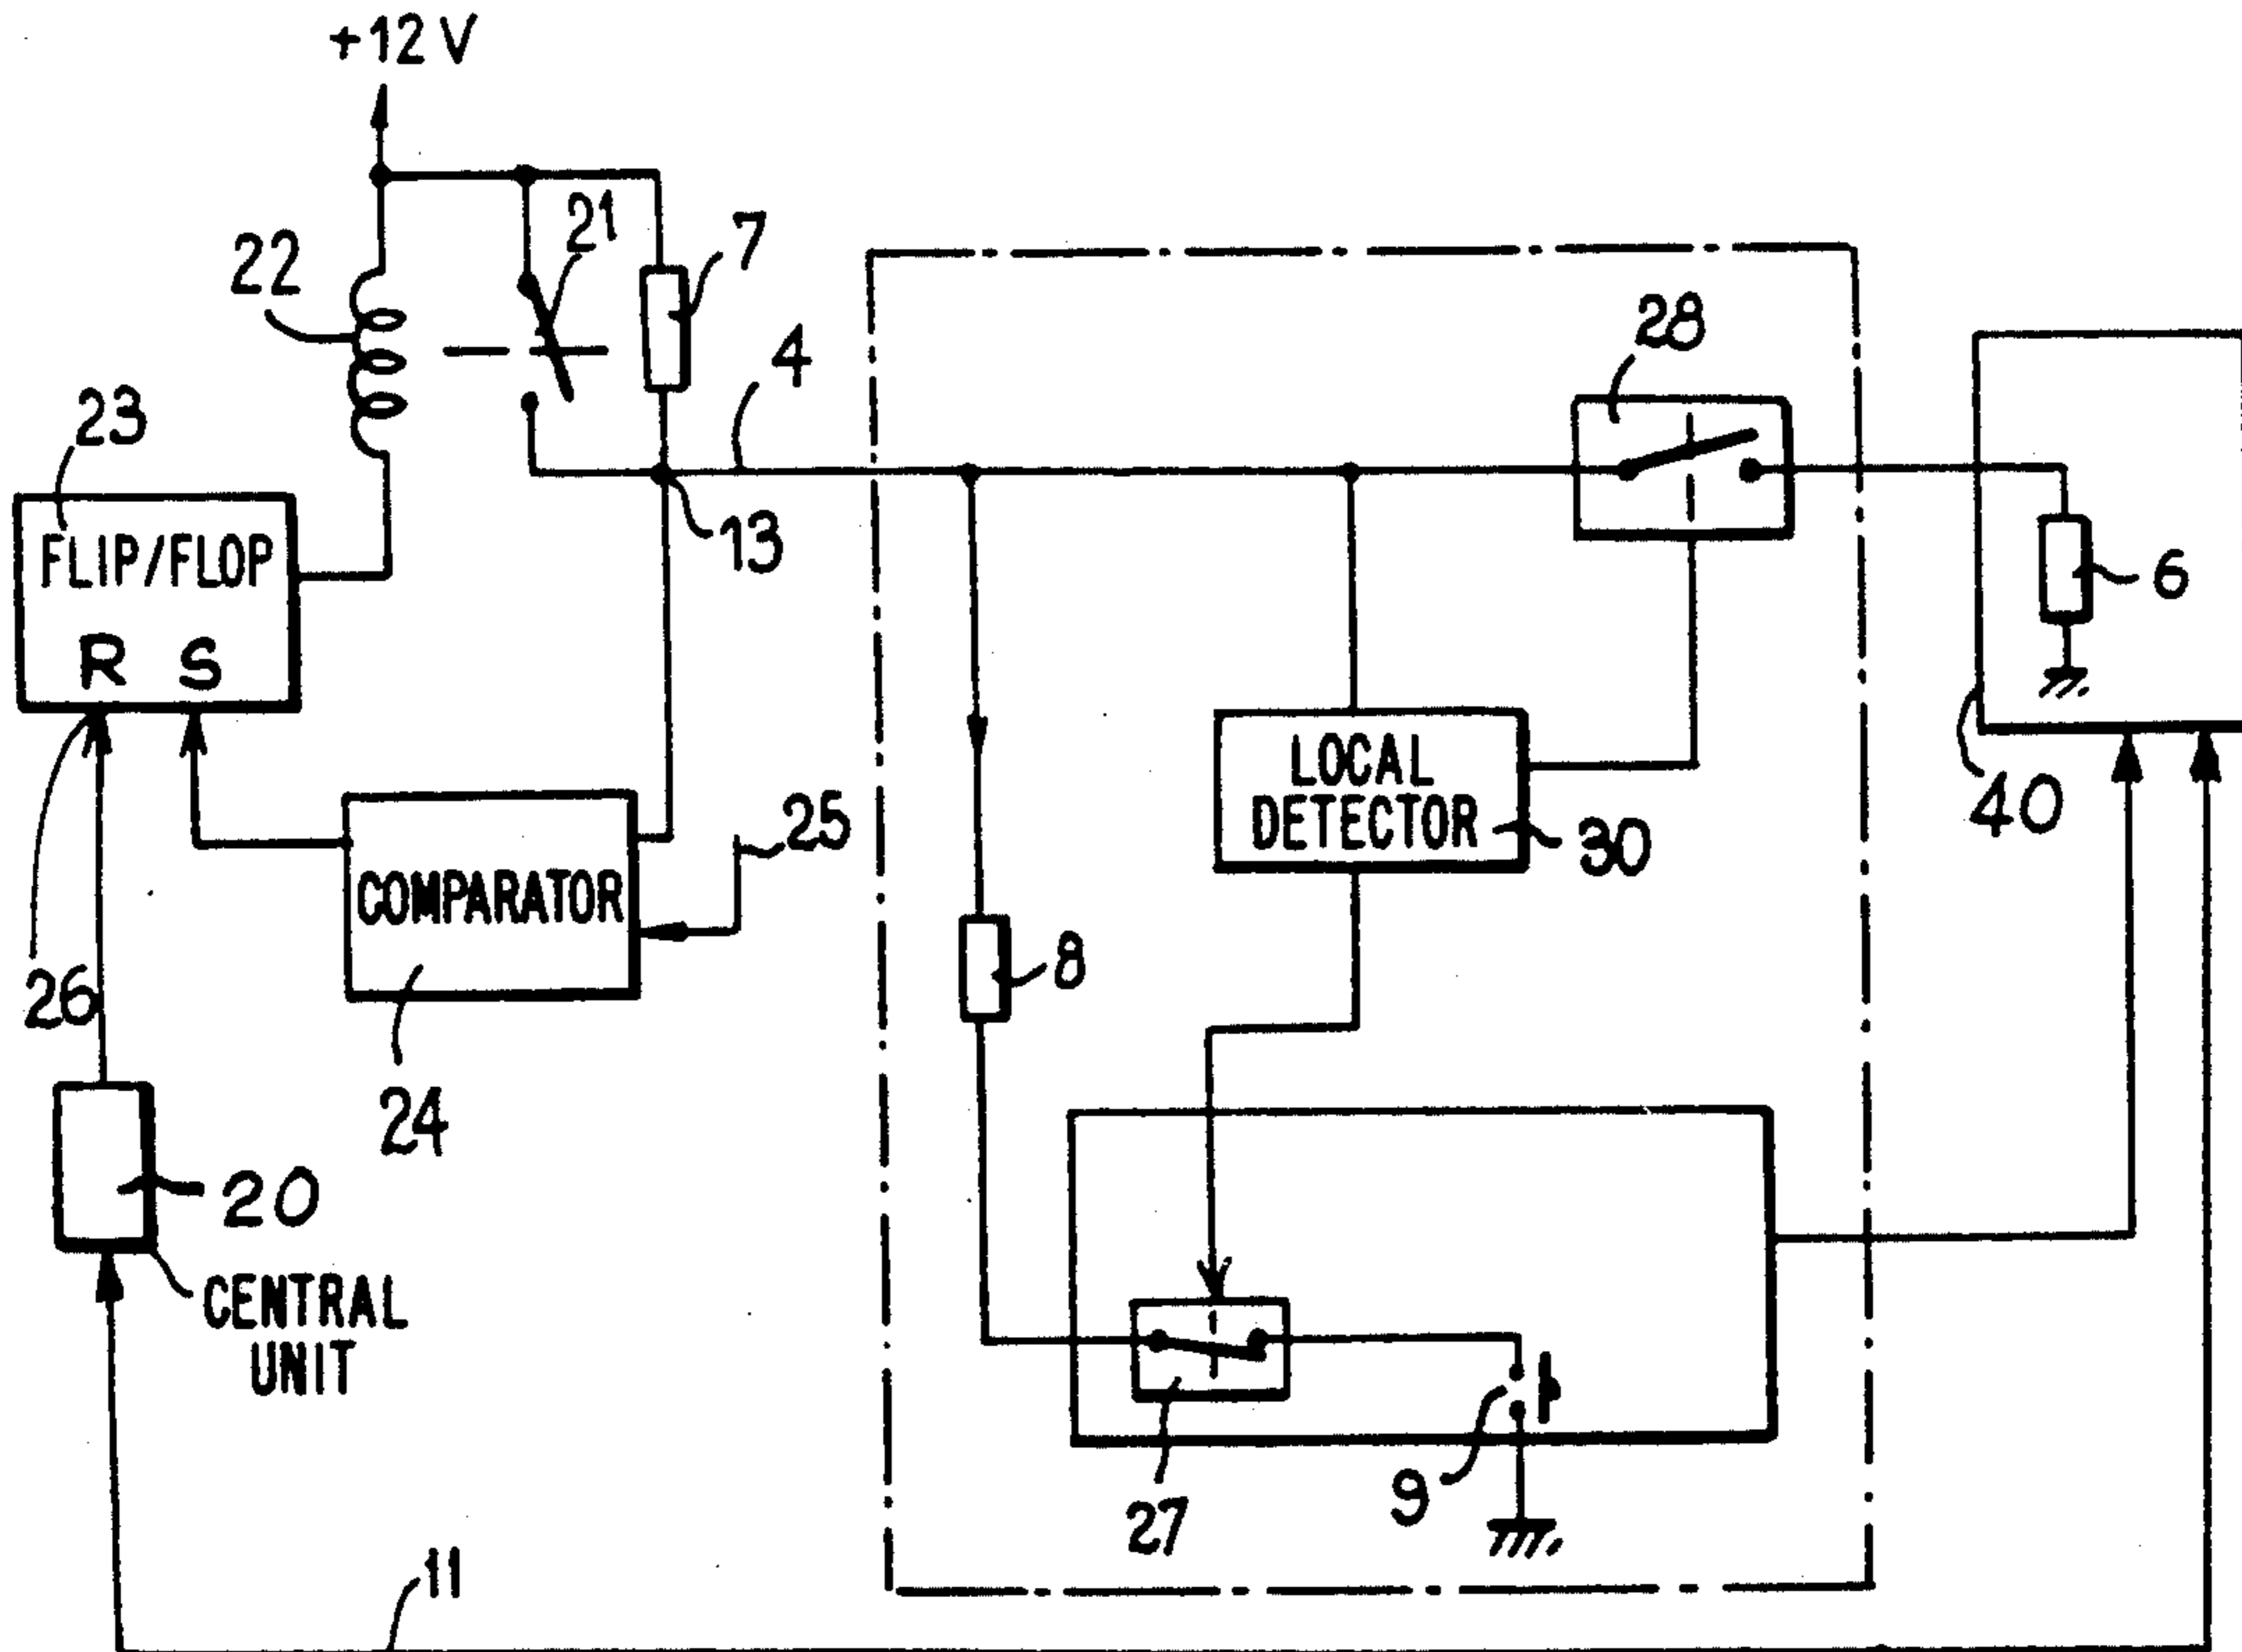 +12 V
21
7
22
28
4
23
FLIP/FLOP
13
6
R S
LOCAL
DETECTOR
25
40
30
COMPARATOR
8
26
24
20
CENTRAL
UNIT
9
27
11